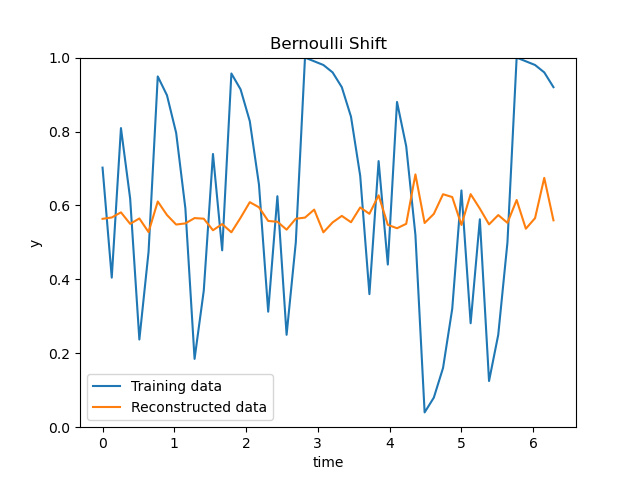 Bernoulli Shift
1.0
0.8
0.6
0.4
0.2
0.0
y
Training data
Reconstructed data
0 1 2 3 4 5 6
time